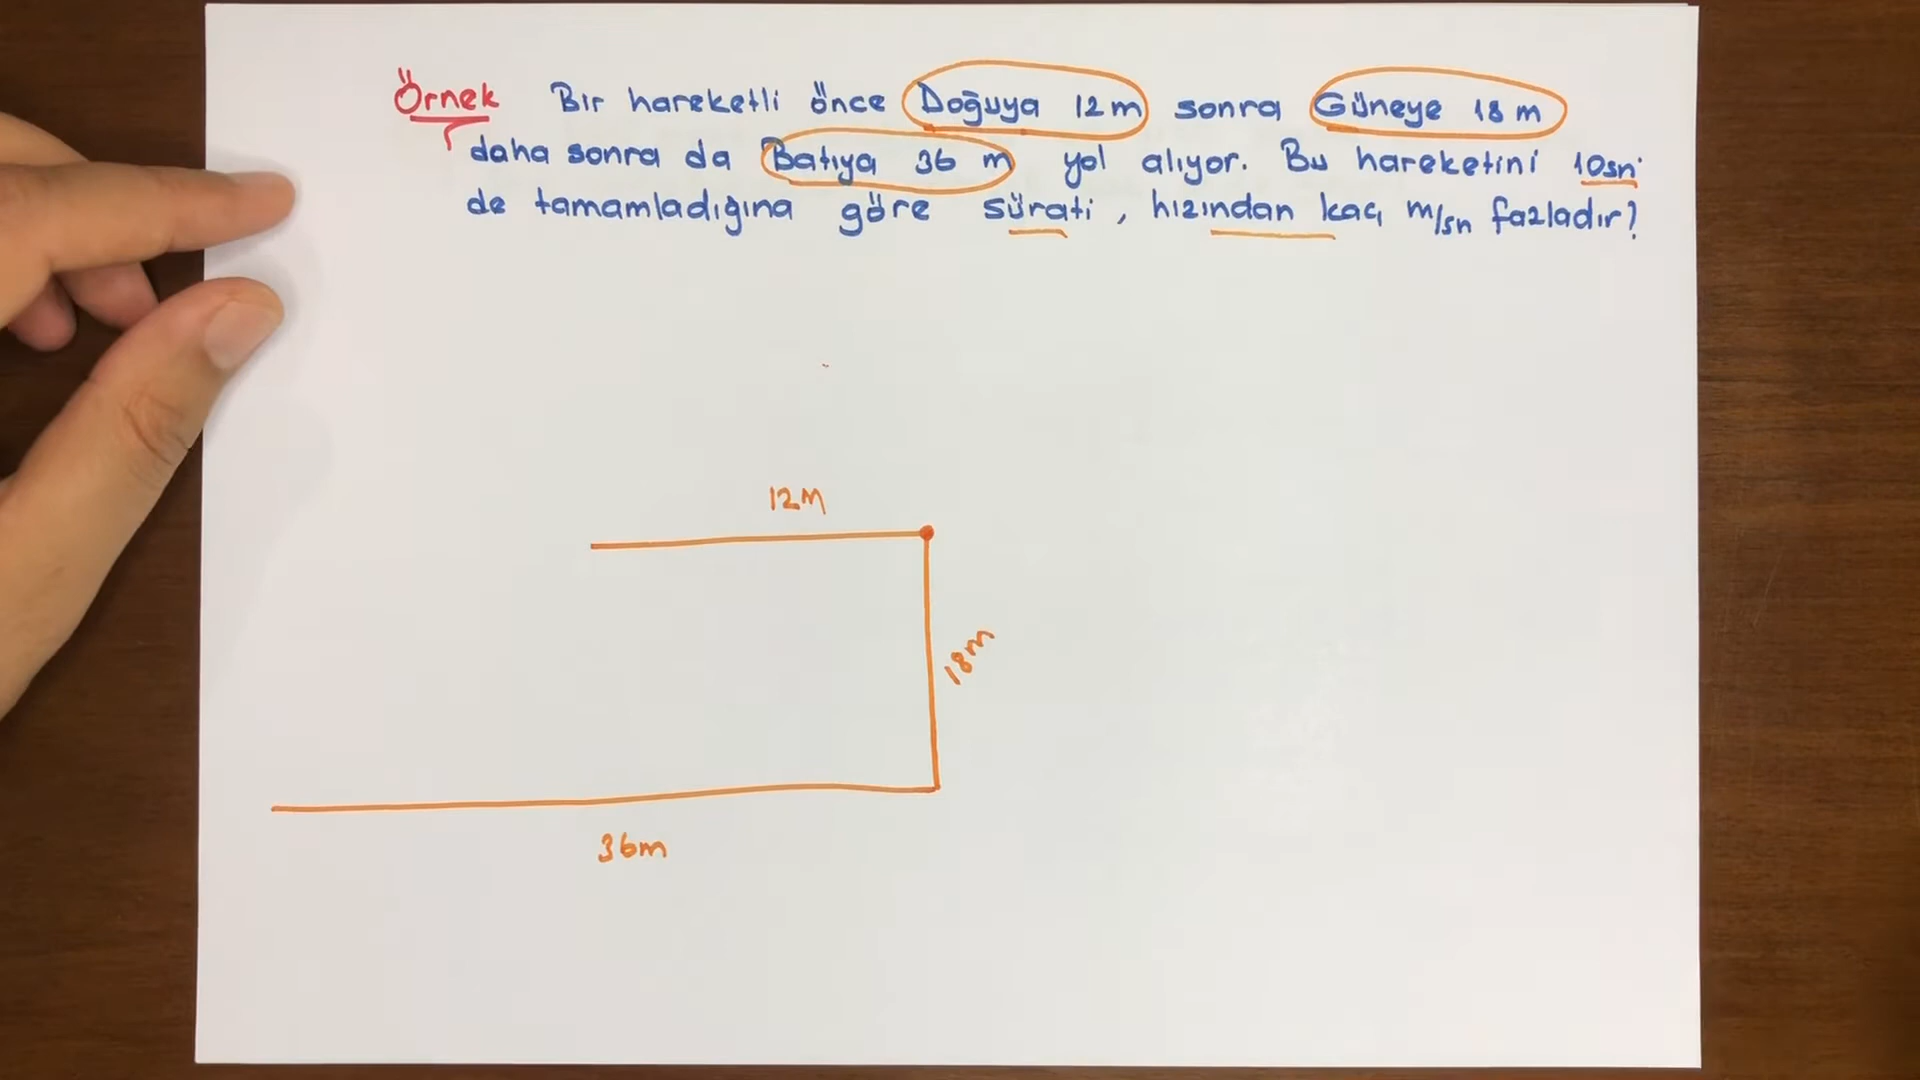 Örnek Bir hareketli önce Doğuya 12 m sonra Güneye 18 m
daha sonra da Batıya 36 m yol alıyor. Bu hareketini 10sn'
de tamamladığına göre sürati, hızından kaç m/sn fazladır?
12m
18m
36m